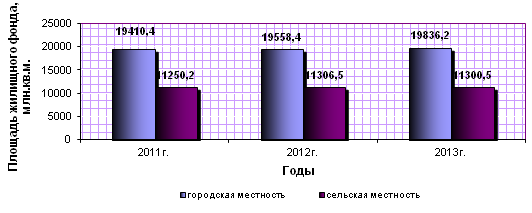 Площадь жилищного фонда,
млн.кв.м.
25000
20000
15000
10000
5000
0
19410,4
11250,2
19558,4
11306,5
19836,2
11300,5
2011г.
2012г.
2013г.
Годы
городская местность
сельская местность